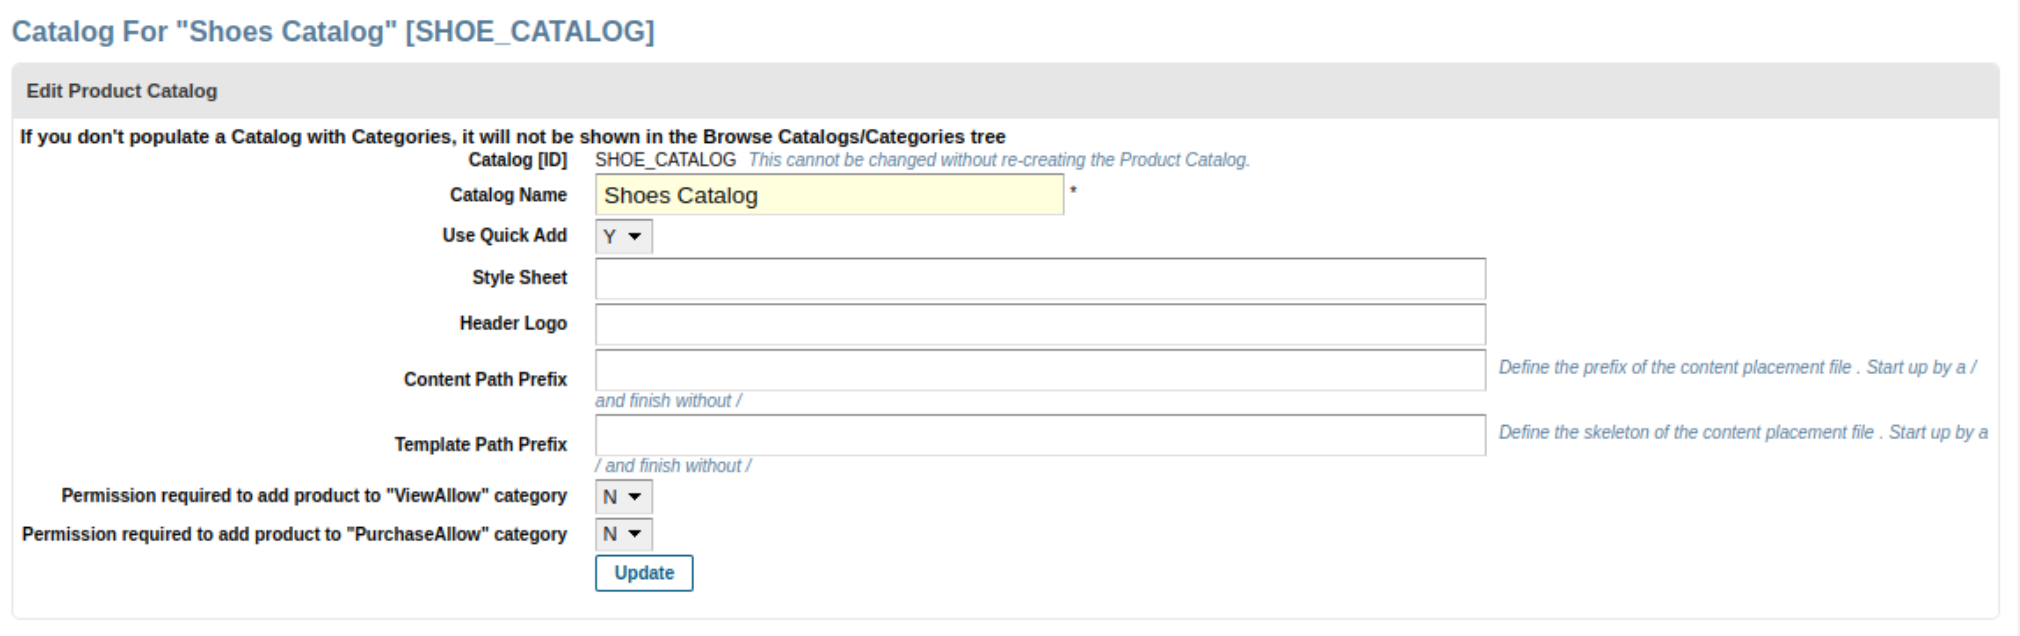 Catalog For "Shoes Catalog" [SHOE_CATALOG]
Edit Product Catalog
If you don't populate a Catalog with Categories, it will not be shown in the Browse Catalogs/Categories tree
Catalog [ID] SHOE_CATALOG This cannot be changed without re-creating the Product Catalog.
Catalog Name Shoes Catalog *
Use Quick Add Y
Style Sheet
Header Logo
Content Path Prefix Define the prefix of the content placement file . Start up by a /
and finish without /
Template Path Prefix Define the skeleton of the content placement file . Start up by a
/ and finish without /
Permission required to add product to "ViewAllow" category N
Permission required to add product to "PurchaseAllow" category N
Update